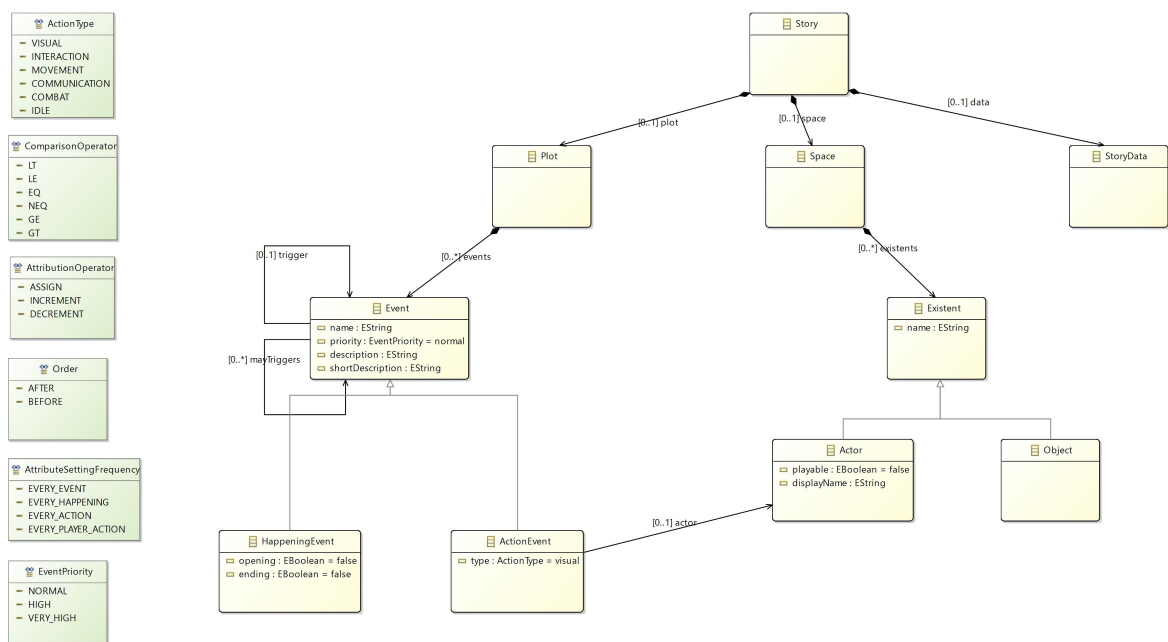 ActionType
VISUAL
INTERACTION
MOVEMENT
COMMUNICATION
COMBAT
IDLE
ComparisonOperator
LT
LE
EQ
NEQ
GE
GT
AttributionOperator
ASSIGN
INCREMENT
DECREMENT
Order
AFTER
BEFORE
AttributeSettingFrequency
EVERY_EVENT
EVERY_HAPPENING
EVERY_ACTION
EVERY_PLAYER_ACTION
EventPriority
NORMAL
HIGH
VERY_HIGH
Story
[0..1] plot
[0..1] space
[0..1] data
Plot
Space
StoryData
[0..*] events
[0..*] existents
[0..1] trigger
[0..*] mayTriggers
Event
name : EString
priority : EventPriority = normal
description : EString
shortDescription : EString
Existent
name : EString
Actor
playable : EBoolean = false
displayName : EString
Object
[0..1] actor
HappeningEvent
opening : EBoolean = false
ending : EBoolean = false
ActionEvent
type : ActionType = visual